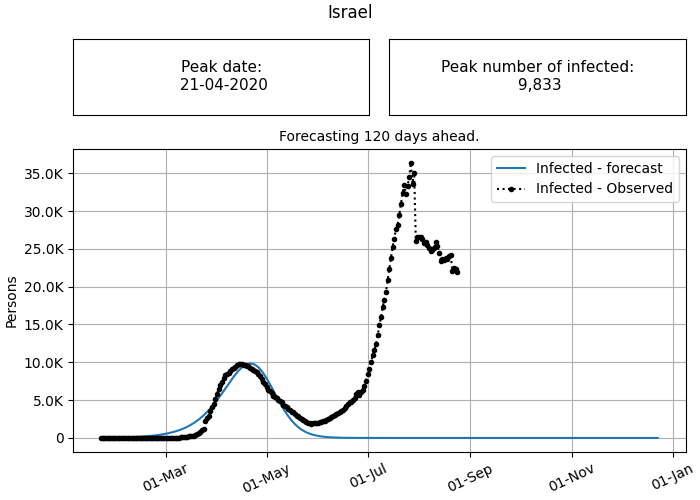 Israel
Peak date:
21-04-2020
Peak number of infected:
9,833
Forecasting 120 days ahead.
Infected - forecast
Infected - Observed
Persons
35.0K
30.0K
25.0K
20.0K
15.0K
10.0K
5.0K
0
01-Mar
01-May
01-Jul
01-Sep
01-Nov
01-Jan